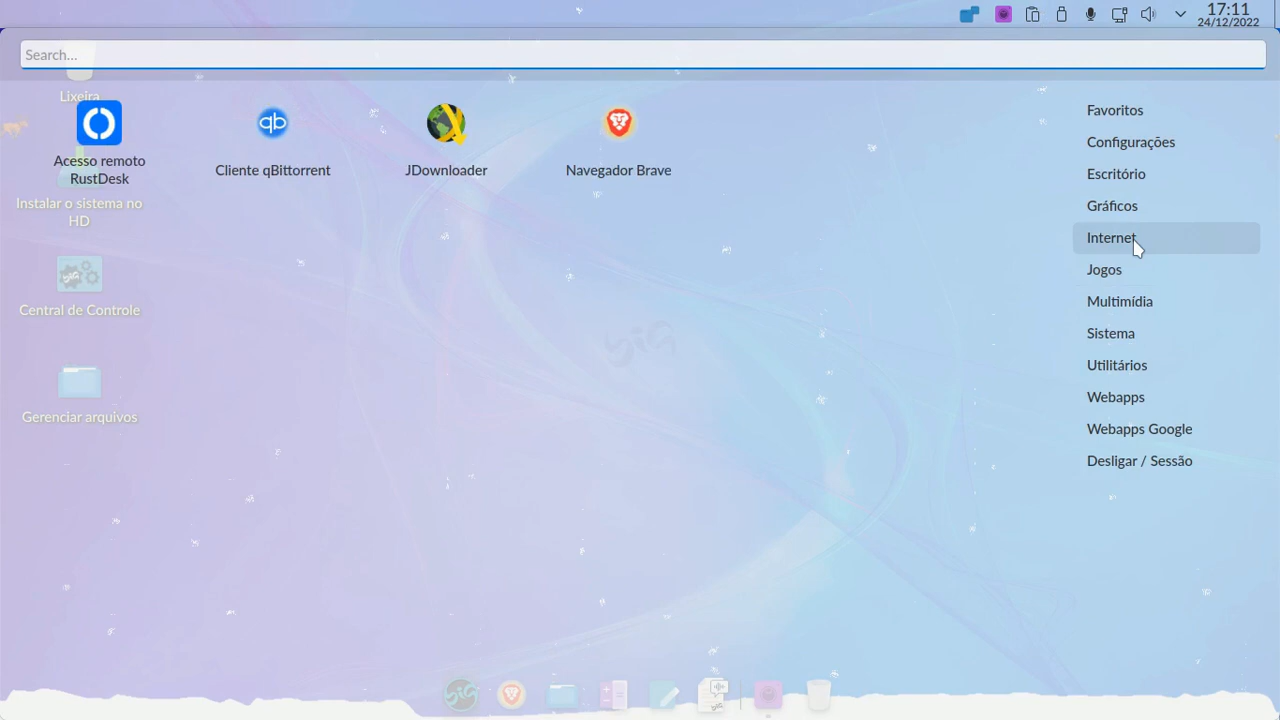 17:11
24/12/2022
Search...
Lixeira
Acesso remoto
RustDesk
Cliente qBittorrent
JDownloader
Navegador Brave
Instalar o sistema no
HD
Central de Controle
Gerenciar arquivos
Favoritos
Configurações
Escritório
Gráficos
Internet
Jogos
Multimídia
Sistema
Utilitários
Webapps
Webapps Google
Desligar / Sessão
qb
BIG